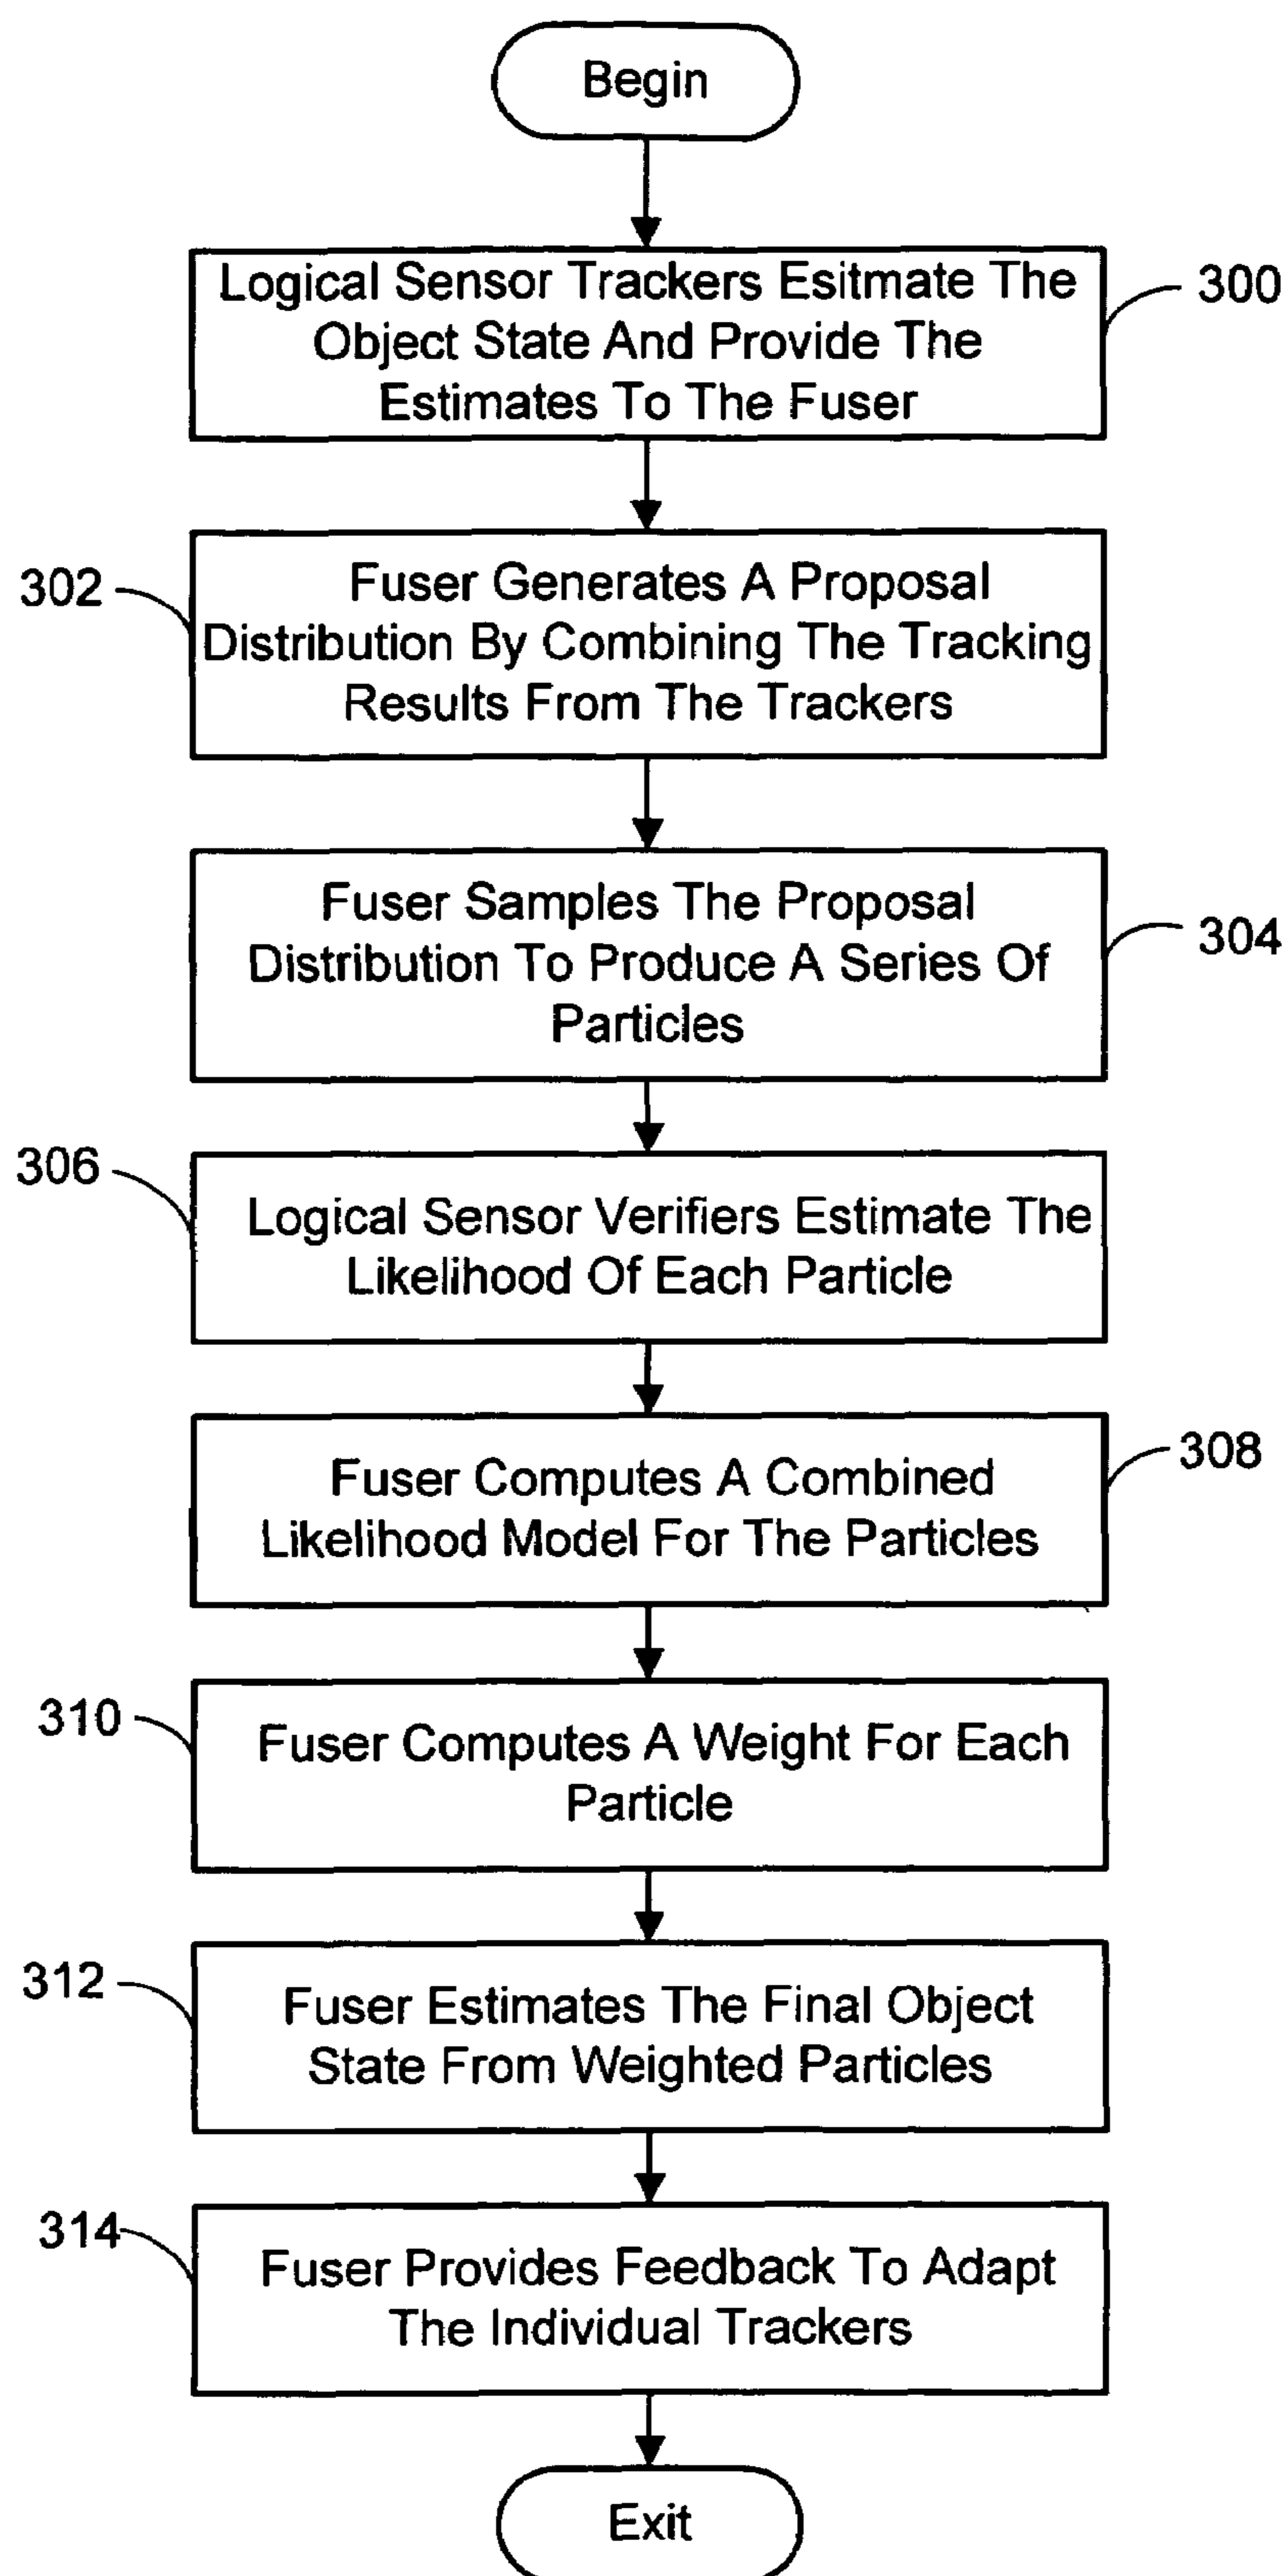 Begin
Logical Sensor Trackers Esitmate The
Object State And Provide The
Estimates To The Fuser
300
302
Fuser Generates A Proposal
Distribution By Combining The Tracking
Results From The Trackers
Fuser Samples The Proposal
Distribution To Produce A Series Of
Particles
304
306
Logical Sensor Verifiers Estimate The
Likelihood Of Each Particle
Fuser Computes A Combined
Likelihood Model For The Particles
308
310
Fuser Computes A Weight For Each
Particle
312
Fuser Estimates The Final Object
State From Weighted Particles
314
Fuser Provides Feedback To Adapt
The Individual Trackers
Exit